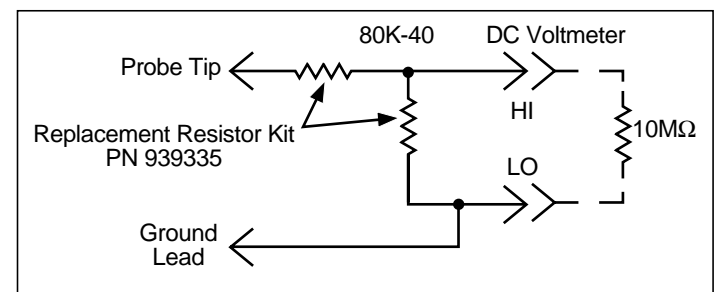 80K-40 DC Voltmeter
Probe Tip
HI
Replacement Resistor Kit
PN 939335
10MΩ
LO
Ground
Lead